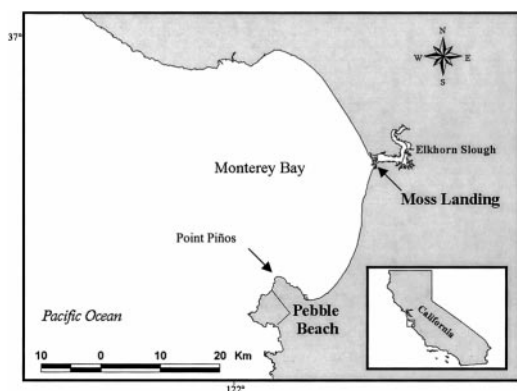 37°
N
W E
S
Elkhorn Slough
Monterey Bay
Moss Landing
Point Piños
Pebble
Beach
Pacific Ocean
California
10 0 10 20 Km
122°